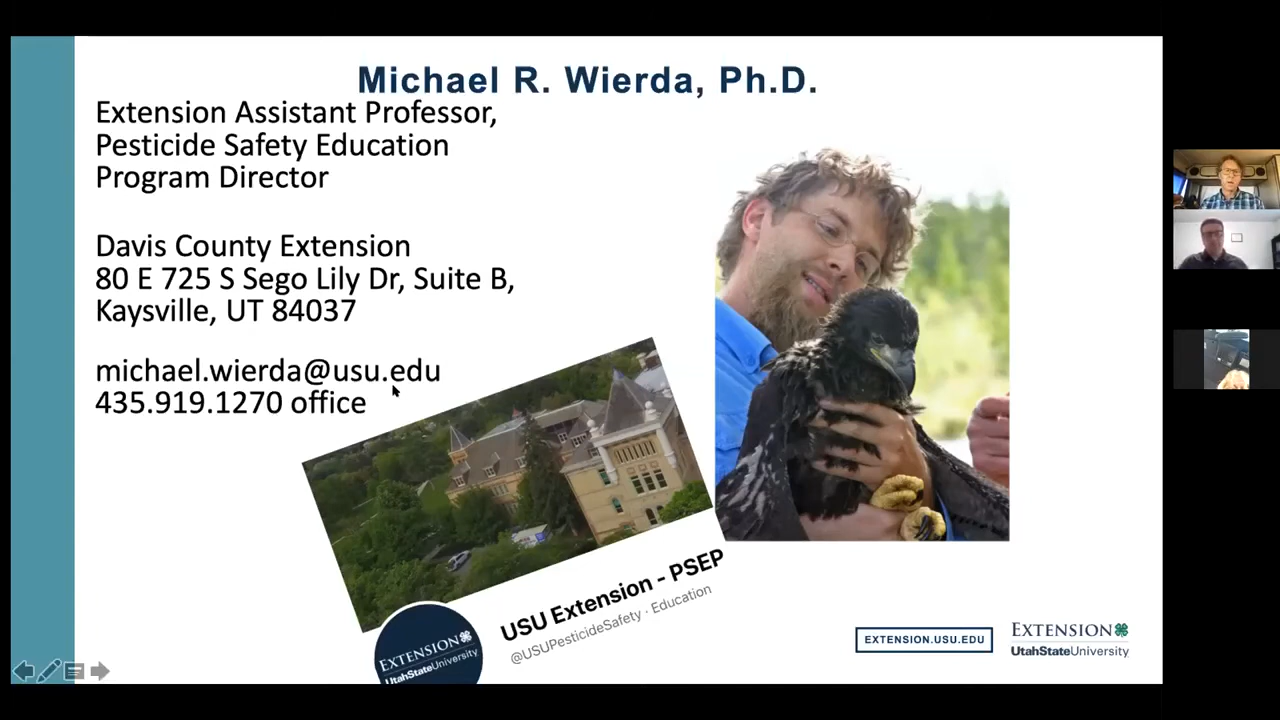 Michael R. Wierda, Ph.D.
Extension Assistant Professor,
Pesticide Safety Education
Program Director
Davis County Extension
80 E 725 S Sego Lily Dr, Suite B,
Kaysville, UT 84037
michael.wierda@usu.edu
435.919.1270 office
USU Extension - PSEP
@USUPesticideSafety · Education
EXTENSION
UtahStateUniversity
EXTENSION.USU.EDU
EXTENSION
UtahStateUniversity